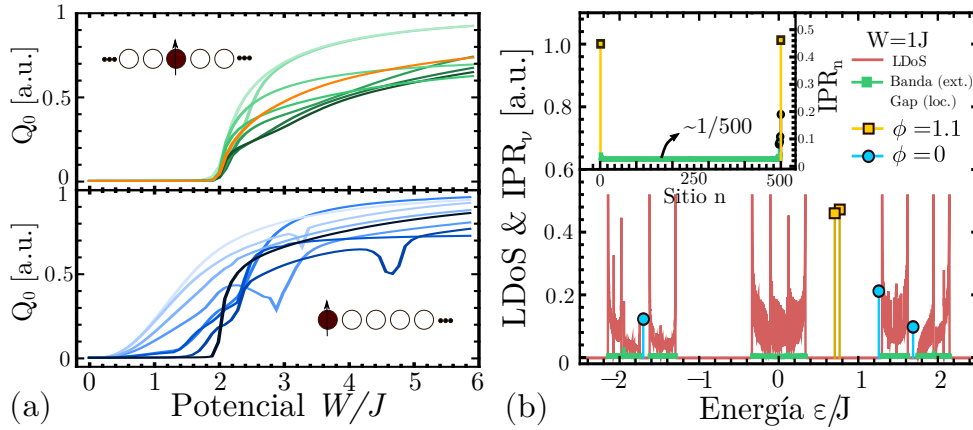 Q₀ [a.u.]
1
0.5
0
Q₀ [a.u.]
1
0.5
0
0 1 2 3 4 5 6
(a) Potencial W/J
LDoS & IPRᵥ [a.u.]
1.0
0.8
0.6
0.4
0.2
0
−2 −1 0 1 2
(b) Energía ε/J
~1/500
0 500
Sitio n
IPRₙ
0.5
0.4
0.3
0.2
0.1
0
W=1J
LDoS
Banda (ext.)
Gap (loc.)
ϕ =1.1
ϕ=0